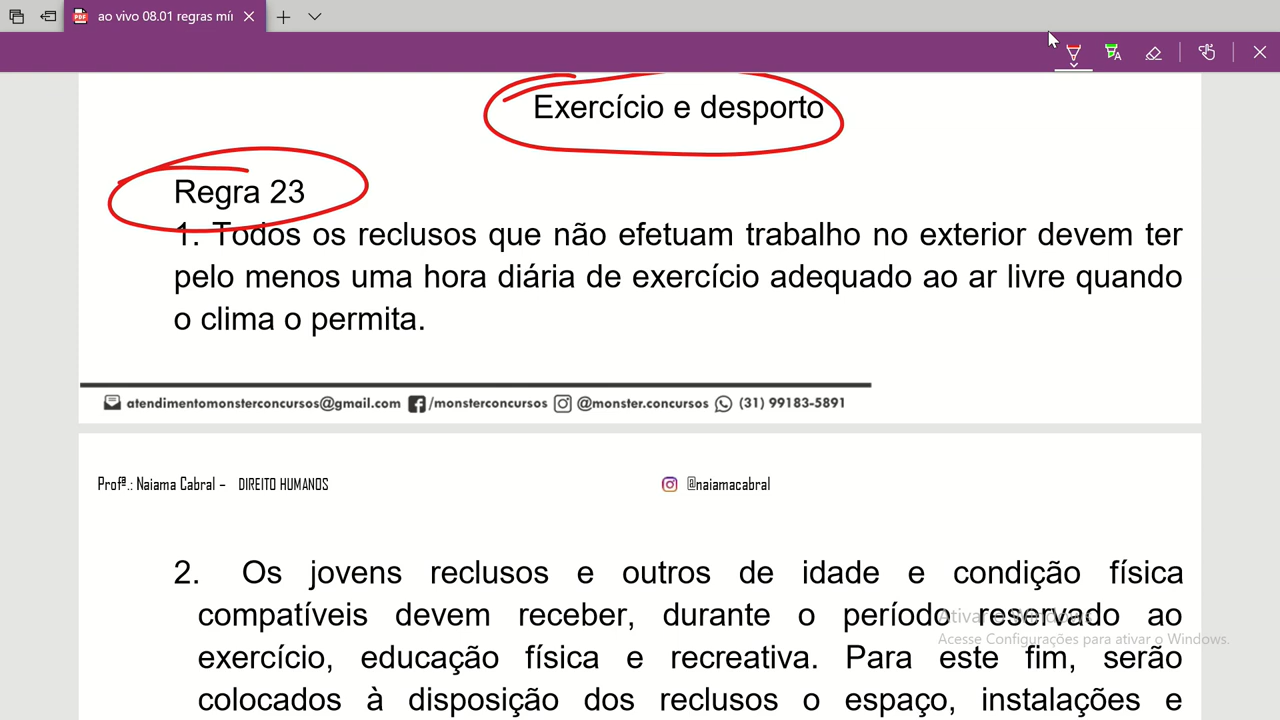 ao vivo 08.01 regras mí
Exercício e desporto
Regra 23
1. Todos os reclusos que não efetuam trabalho no exterior devem ter
pelo menos uma hora diária de exercício adequado ao ar livre quando
o clima o permita.
atendimentomonsterconcursos@gmail.com /monsterconcursos @monster.concursos (31) 99183-5891
Profª.: Naiama Cabral – DIREITO HUMANOS @naiamacabral
2. Os jovens reclusos e outros de idade e condição física
compatíveis devem receber, durante o período reservado ao
Ativar o Windows
Acesse Configurações para ativar o Windows.
exercício, educação física e recreativa. Para este fim, serão
colocados à disposição dos reclusos o espaço, instalações e